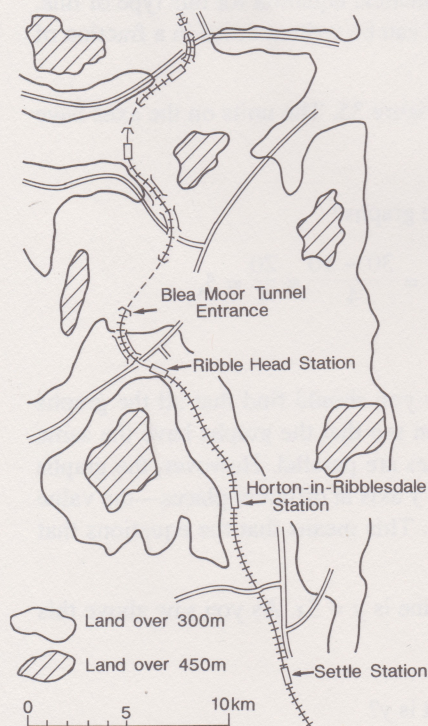 Blea Moor Tunnel
Entrance
Ribble Head Station
Horton-in-Ribblesdale
Station
Land over 300m
Land over 450m
Settle Station
0 5 10km